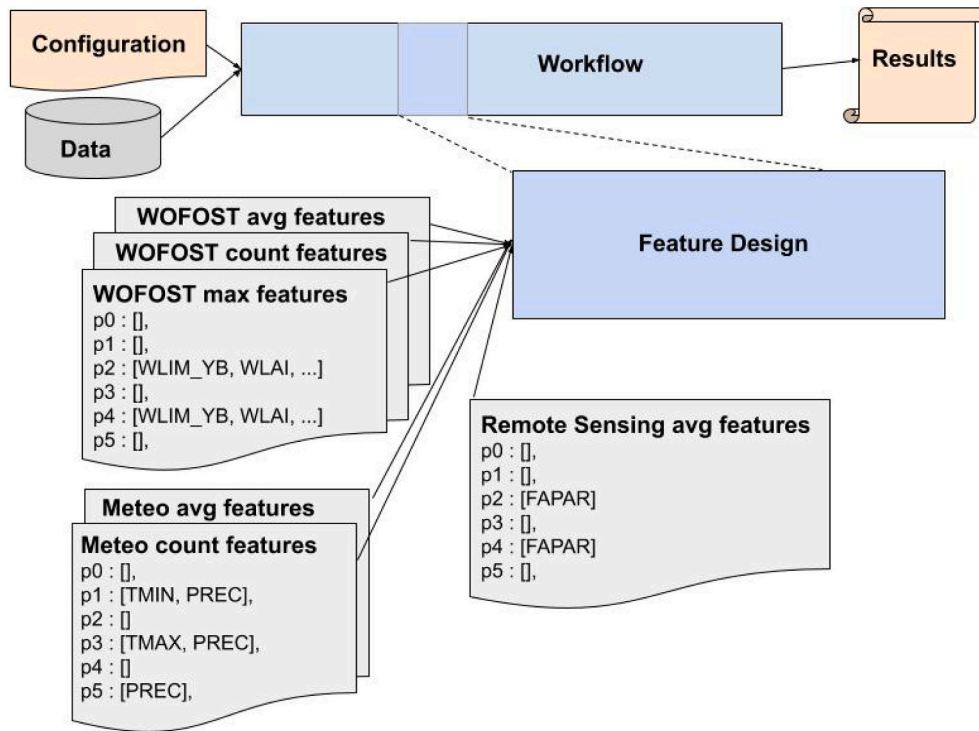 Configuration
Data
Workflow
Results
Feature Design
WOFOST avg features
WOFOST count features
WOFOST max features
p0 : [],
p1 : [],
p2 : [WLIM_YB, WLAI, ...]
p3 : [],
p4 : [WLIM_YB, WLAI, ...]
p5 : [],
Remote Sensing avg features
p0 : [],
p1 : [],
p2 : [FAPAR]
p3 : [],
p4 : [FAPAR]
p5 : [],
Meteo avg features
Meteo count features
p0 : [],
p1 : [TMIN, PREC],
p2 : []
p3 : [TMAX, PREC],
p4 : []
p5 : [PREC],